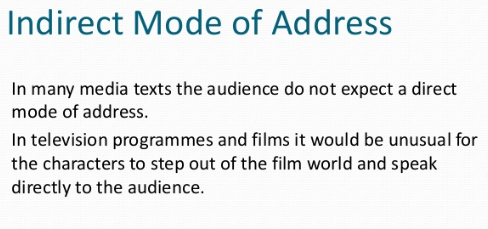 Indirect Mode of Address
In many media texts the audience do not expect a direct
mode of address.
In television programmes and films it would be unusual for
the characters to step out of the film world and speak
directly to the audience.